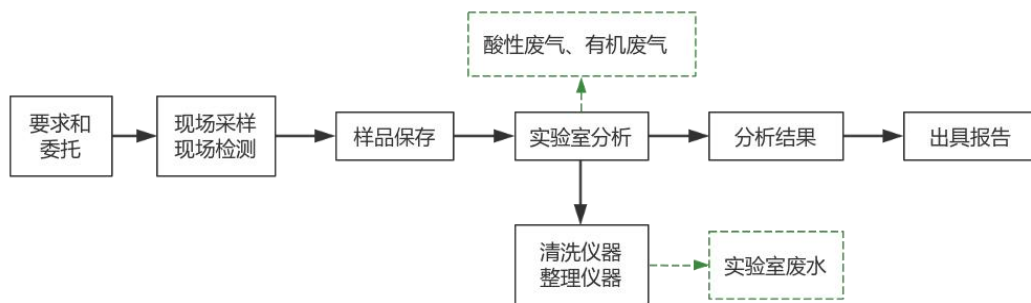 酸性废气、有机废气
要求和
委托
现场采样
现场检测
样品保存
实验室分析
分析结果
出具报告
清洗仪器
整理仪器
实验室废水